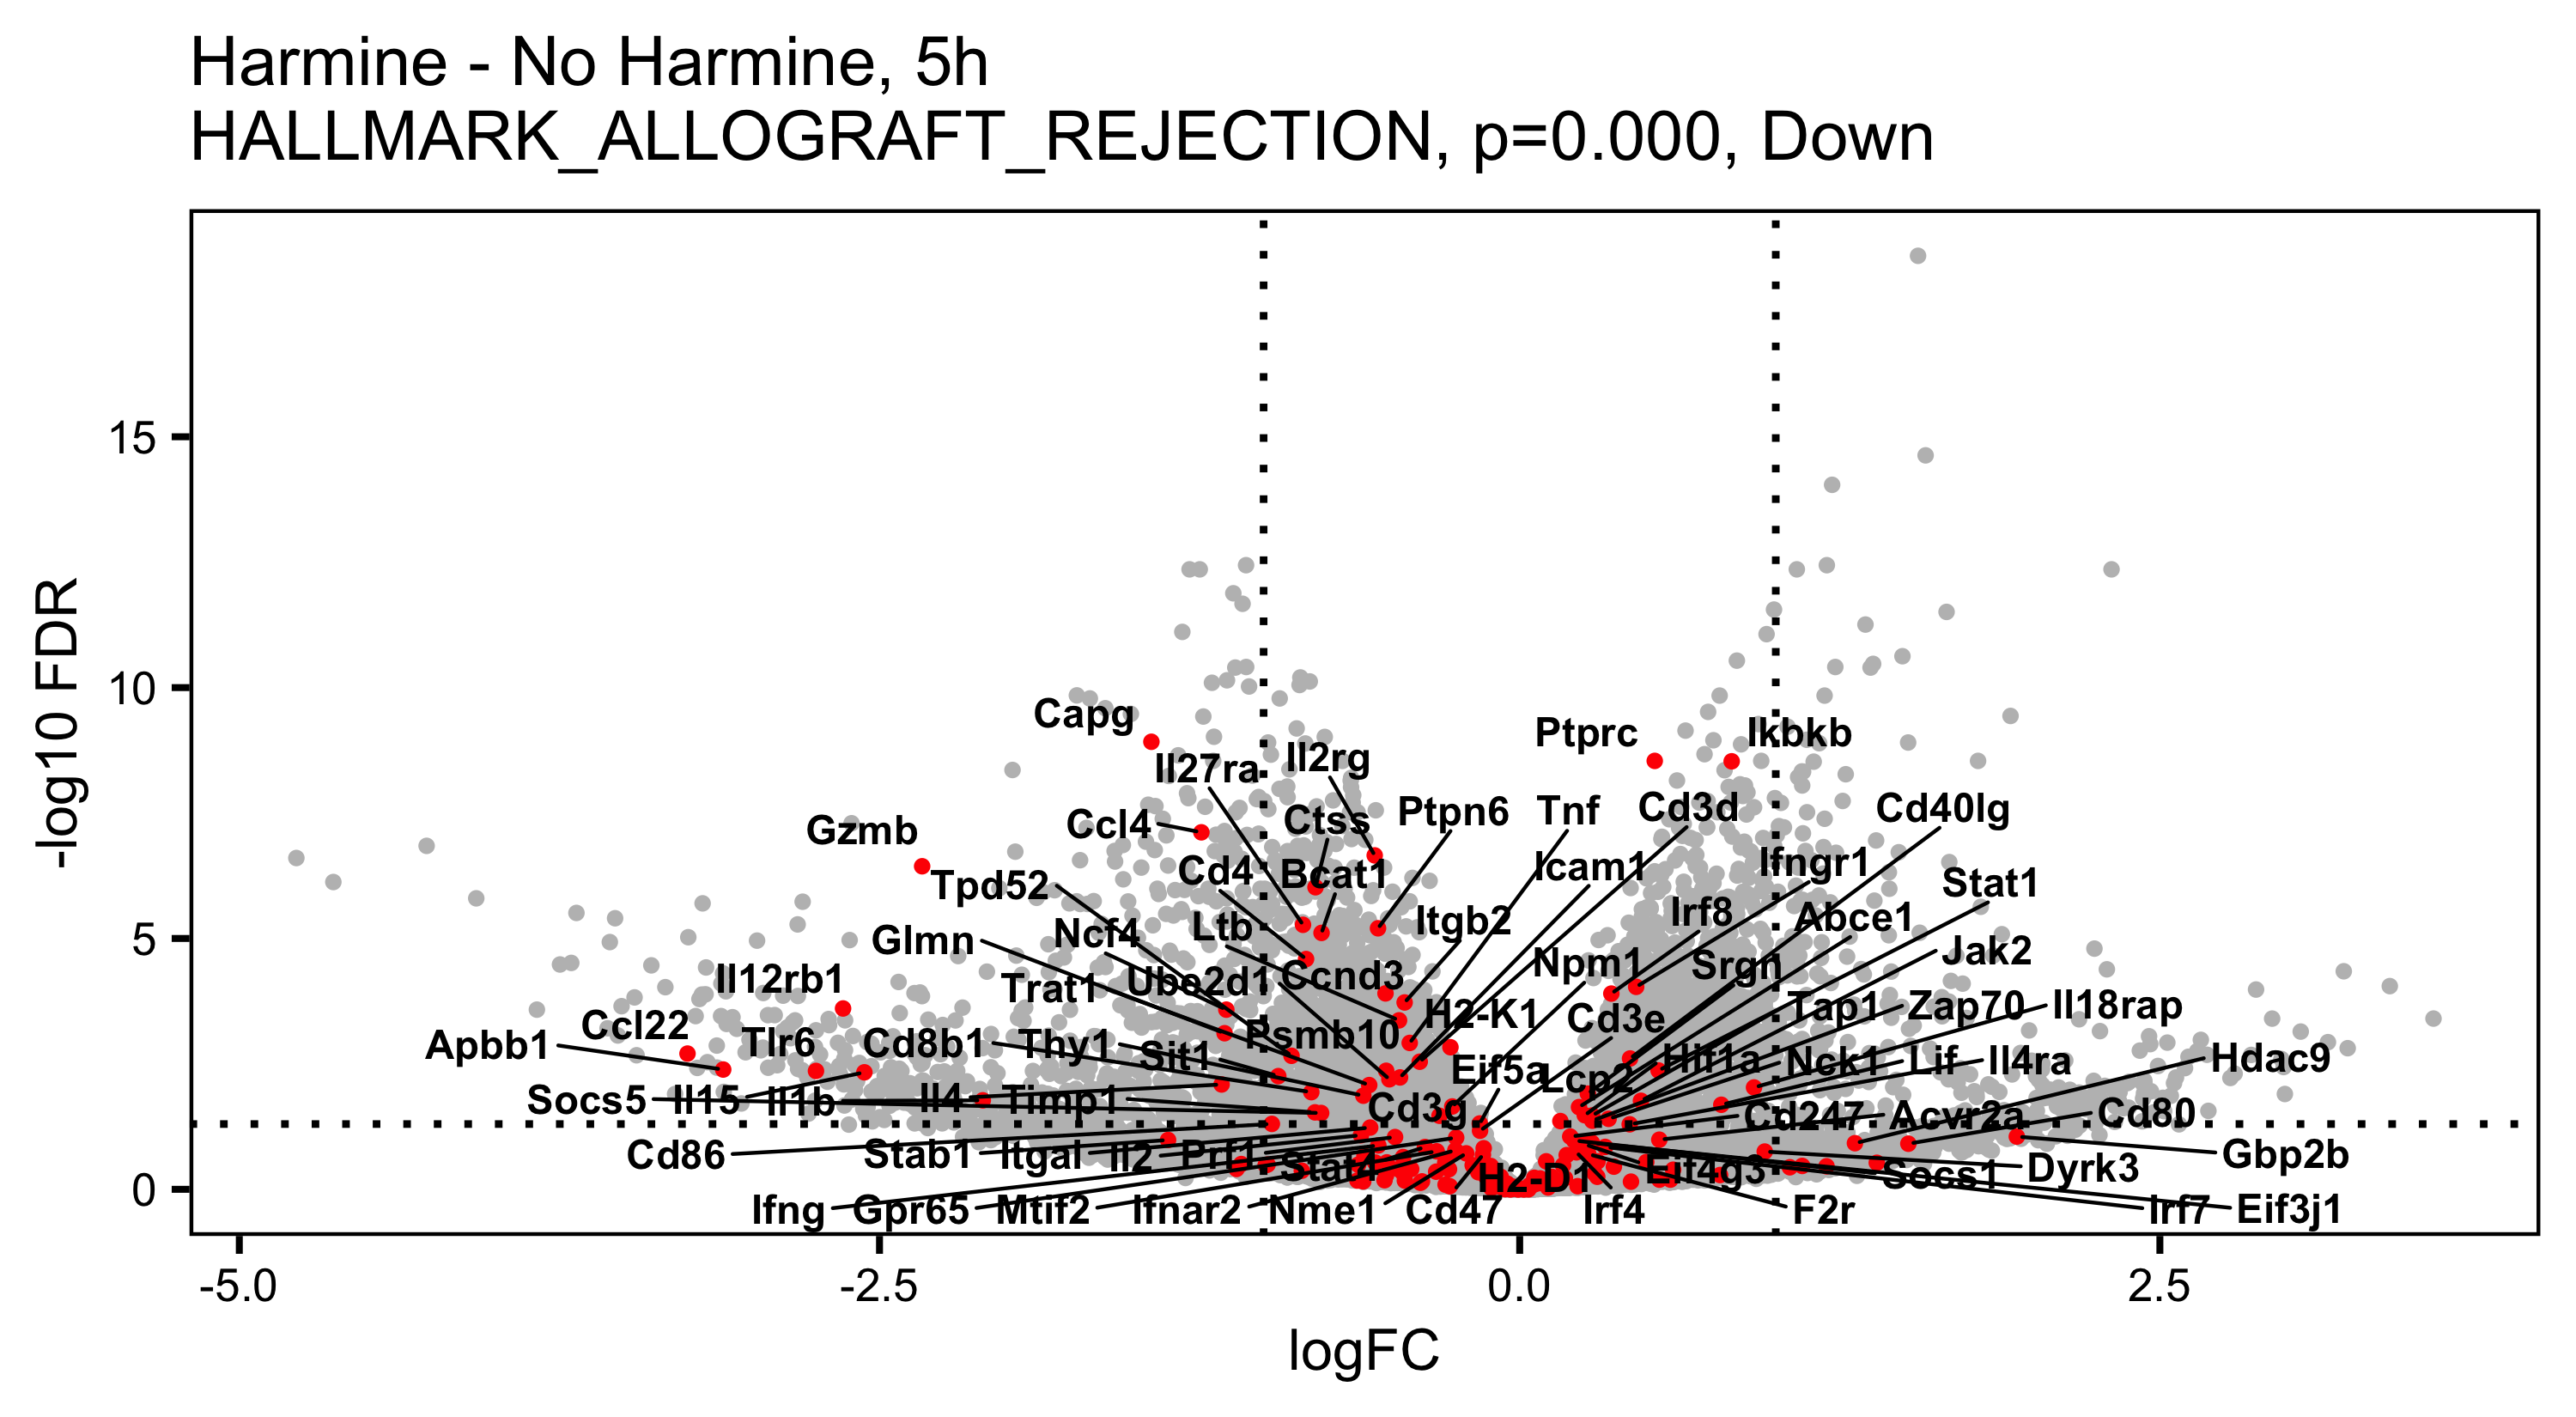 Harmine - No Harmine, 5h
HALLMARK_ALLOGRAFT_REJECTION, p=0.000, Down
15
10
5
0
-log10 FDR
Capg
Ptprc
Ikbkb
Il27ra
Il2rg
Gzmb
Ccl4
Ctss
Ptpn6
Tnf
Cd3d
Cd40lg
Tpd52
Cd4
Bcat1
Icam1
Ifngr1
Stat1
Glmn
Ncf4
Ltb
Itgb2
Irf8
Abce1
Il12rb1
Trat1
Ube2d1
Ccnd3
Npm1
Srgn
Jak2
Apbb1
Ccl22
Tlr6
Cd8b1
Thy1
Sit1
Psmb10
H2-K1
Cd3e
Tap1
Zap70
Il18rap
Socs5
Il15
Il1b
Il4
Timp1
Cd3g
Eif5a
Lcp2
Hif1a
Nck1
Lif
Il4ra
Hdac9
Cd247
Acvr2a
Cd80
Cd86
Stab1
Itgal
Il2
Prf1
Stat4
H2-D1
Eif4g3
Socs1
Dyrk3
Gbp2b
Ifng
Gpr65
Mtif2
Ifnar2
Nme1
Cd47
Irf4
F2r
Irf7
Eif3j1
-5.0
-2.5
0.0
2.5
logFC